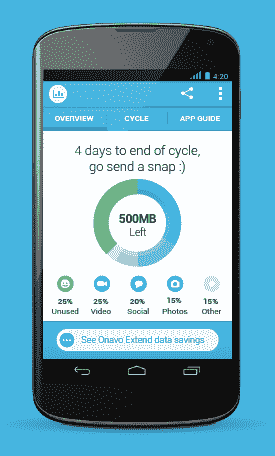 4:20
OVERVIEW CYCLE APP GUIDE
4 days to end of cycle,
go send a snap :)
500MB
Left
25% 25% 20% 15% 15%
Unused Video Social Photos Other
See Onavo Extend data savings